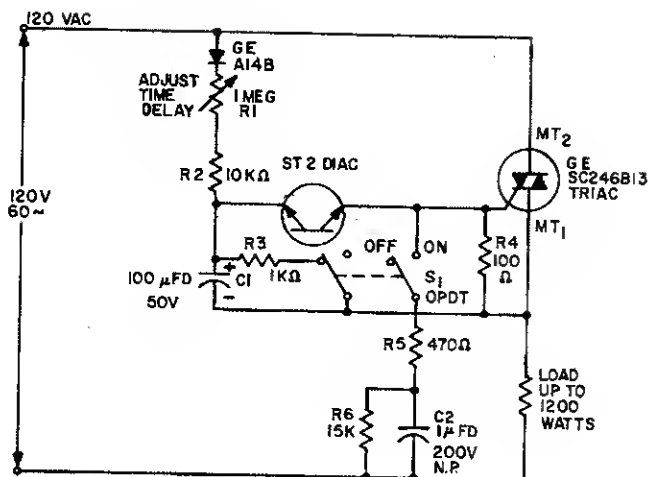 120 VAC
GE
A14B
ADJUST
TIME
DELAY
1 MEG
R1
MT2
ST 2 DIAC
GE
SC246B13
TRIAC
R2
10KΩ
120V
60~
MT1
OFF
ON
R3
1KΩ
R4
100
Ω
S1
OPDT
100 µFD
50V
+
C1
-
R5
470Ω
LOAD
UP TO
1200
WATTS
R6
15K
C2
1µFD
200V
N.P.